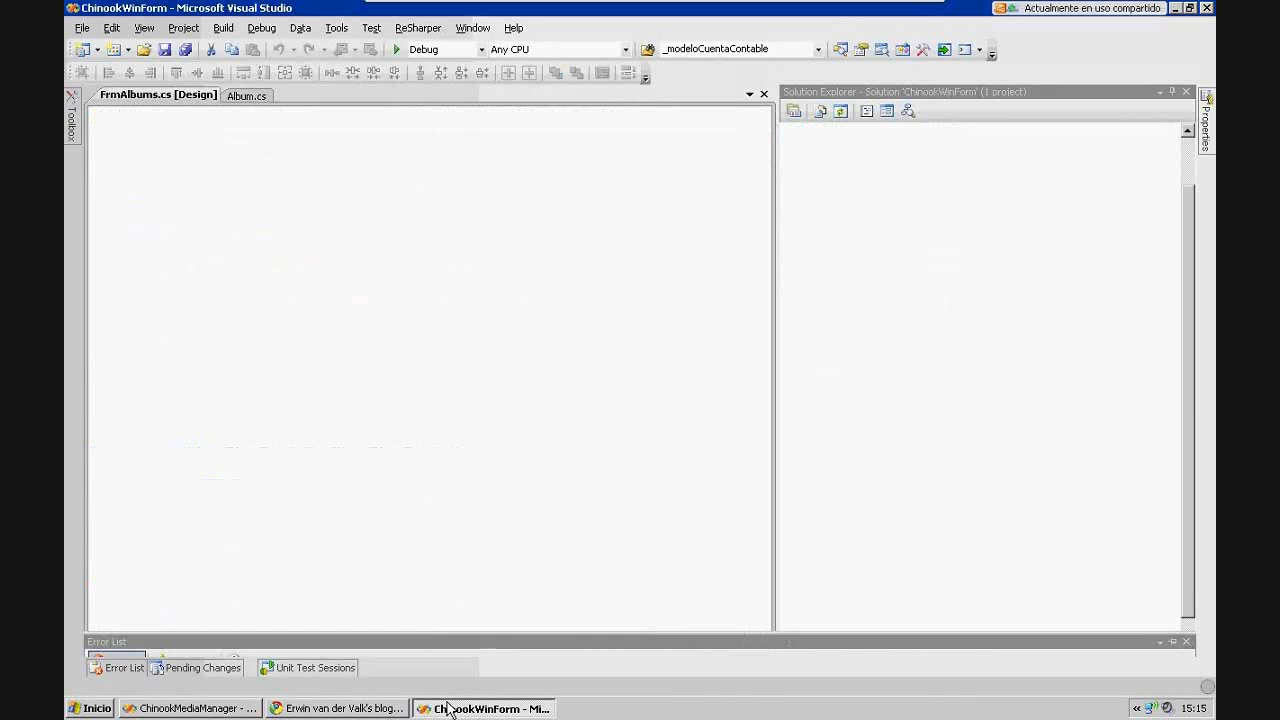 ChinookWinForm - Microsoft Visual Studio
Actualmente en uso compartido
File Edit View Project Build Debug Data Tools Test ReSharper Window Help
Debug Any CPU _modeloCuentaContable
FrmAlbums.cs [Design] Album.cs
Solution Explorer - Solution 'ChinookWinForm' (1 project)
Toolbox
Properties
Error List
Error List Pending Changes Unit Test Sessions
Inicio ChinookMediaManager - ... Erwin van der Valk's blog... ChinookWinForm - Mi... « 15:15